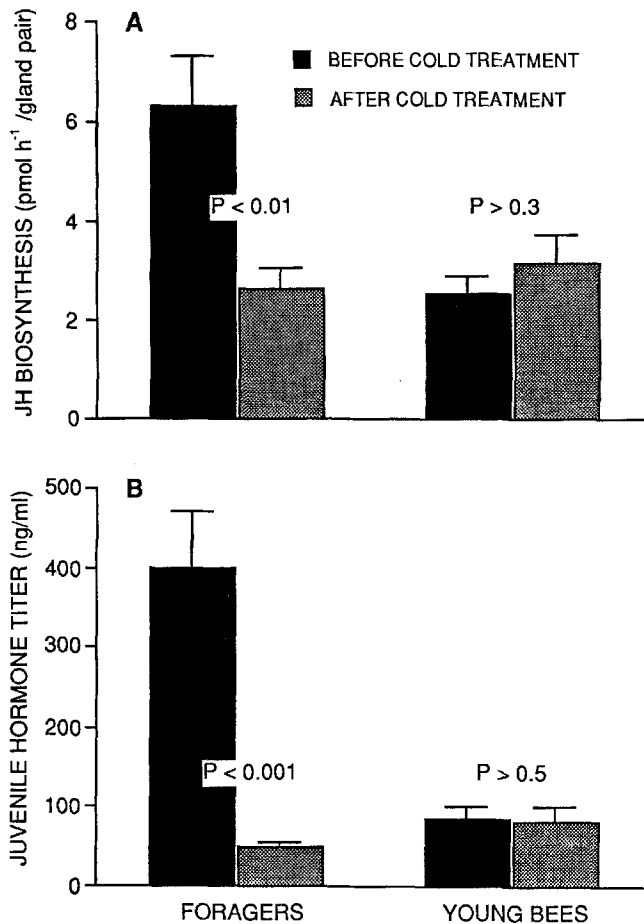 A
BEFORE COLD TREATMENT
AFTER COLD TREATMENT
JH BIOSYNTHESIS (pmol h⁻¹ /gland pair)
8
6
4
2
0
P < 0.01
P > 0.3
B
JUVENILE HORMONE TITER (ng/ml)
500
400
300
200
100
0
P < 0.001
P > 0.5
FORAGERS
YOUNG BEES